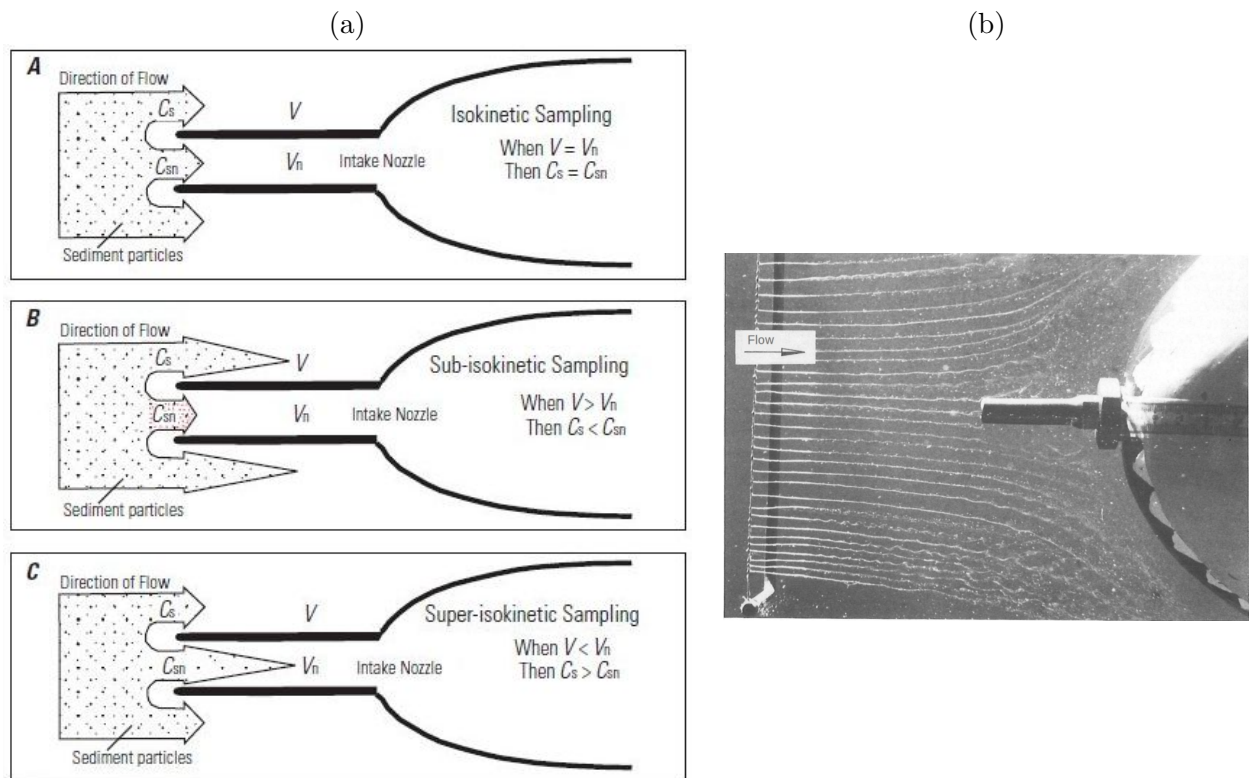 (a)
A
Direction of Flow
Cs
V
Csn
Vn
Intake Nozzle
Sediment particles
Isokinetic Sampling
When V = Vn
Then Cs = Csn
B
Direction of Flow
Cs
V
Csn
Vn
Intake Nozzle
Sediment particles
Sub-isokinetic Sampling
When V > Vn
Then Cs < Csn
C
Direction of Flow
Cs
V
Csn
Vn
Intake Nozzle
Sediment particles
Super-isokinetic Sampling
When V < Vn
Then Cs > Csn
(b)
Flow